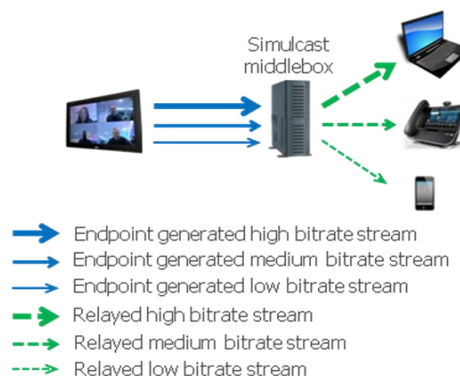 Simulcast
middlebox
Endpoint generated high bitrate stream
Endpoint generated medium bitrate stream
Endpoint generated low bitrate stream
Relayed high bitrate stream
Relayed medium bitrate stream
Relayed low bitrate stream